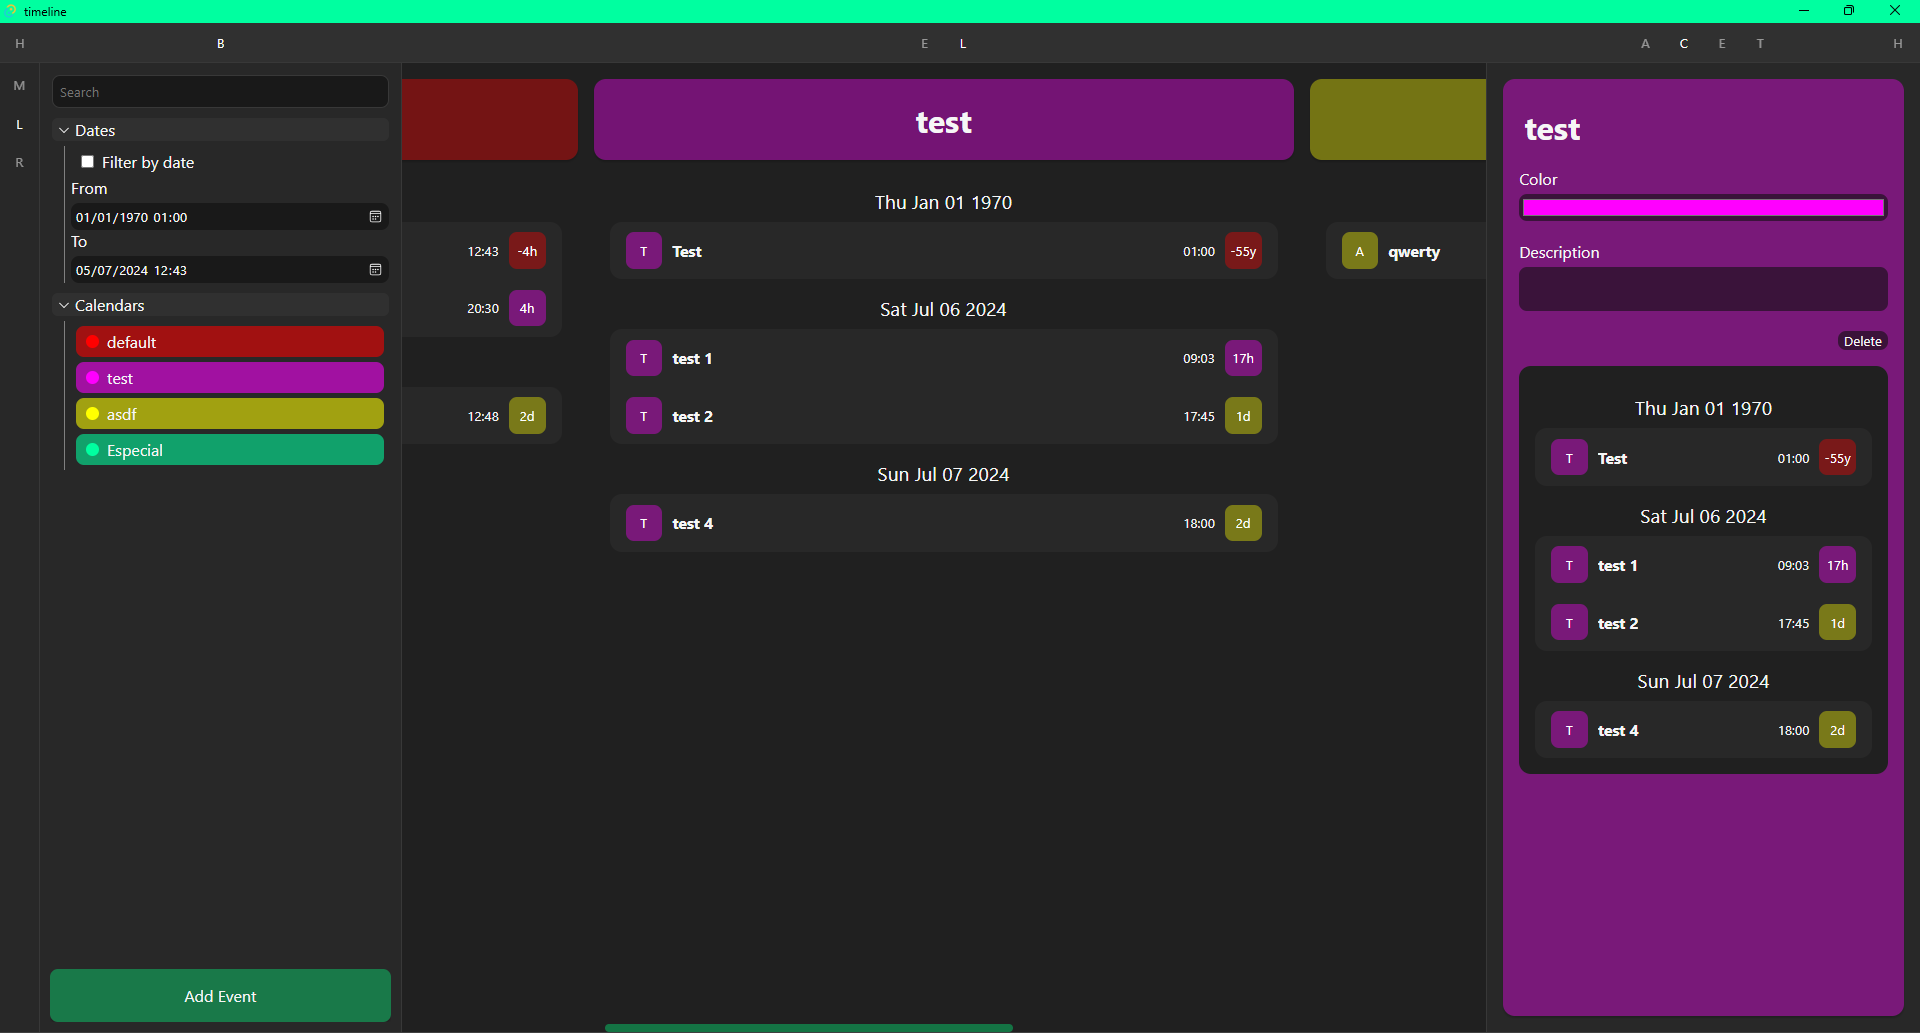 timeline
H B E L A C E T H
M
L
R
Search
Dates
Filter by date
From
01/01/1970 01:00
To
05/07/2024 12:43
Calendars
default
test
asdf
Especial
Add Event
12:43 -4h
20:30 4h
12:48 2d
test
Thu Jan 01 1970
T Test 01:00 -55y
Sat Jul 06 2024
T test 1 09:03 17h
T test 2 17:45 1d
Sun Jul 07 2024
T test 4 18:00 2d
A qwerty
test
Color
Description
Delete
Thu Jan 01 1970
T Test 01:00 -55y
Sat Jul 06 2024
T test 1 09:03 17h
T test 2 17:45 1d
Sun Jul 07 2024
T test 4 18:00 2d